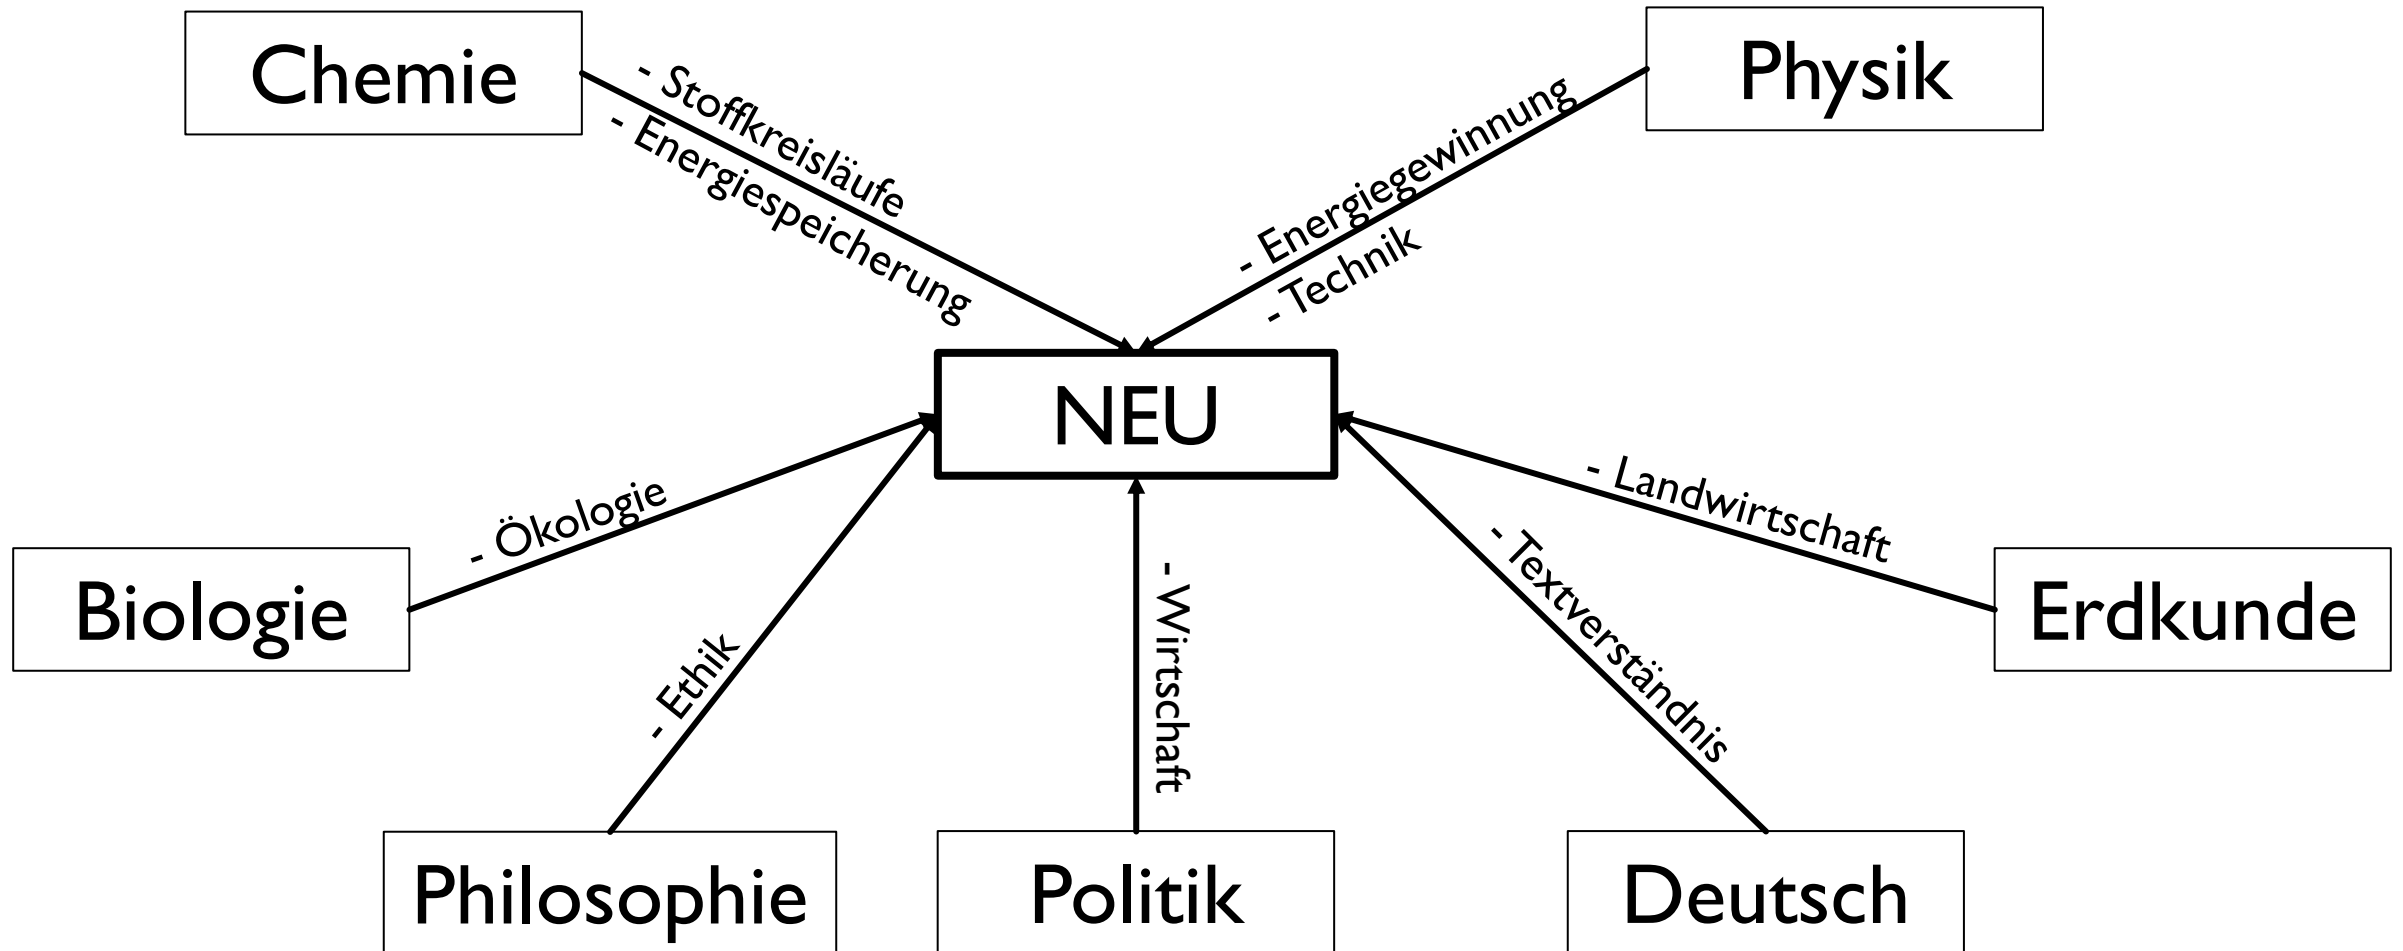 Chemie
Physik
- Stoffkreisläufe
- Energiespeicherung
- Energiegewinnung
- Technik
NEU
- Ökologie
- Landwirtschaft
Biologie
Erdkunde
- Ethik
- Wirtschaft
- Textverständnis
Philosophie
Politik
Deutsch